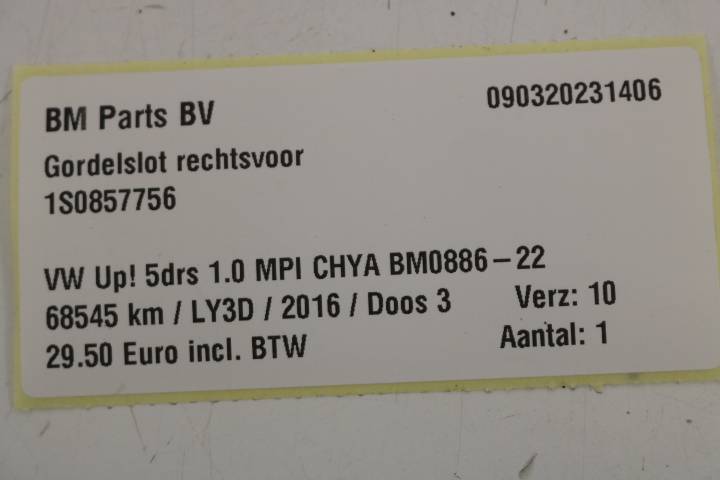 BM Parts BV 090320231406
Gordelslot rechtsvoor
1S0857756
VW Up! 5drs 1.0 MPI CHYA BM0886-22
68545 km / LY3D / 2016 / Doos 3 Verz: 10
29.50 Euro incl. BTW Aantal: 1